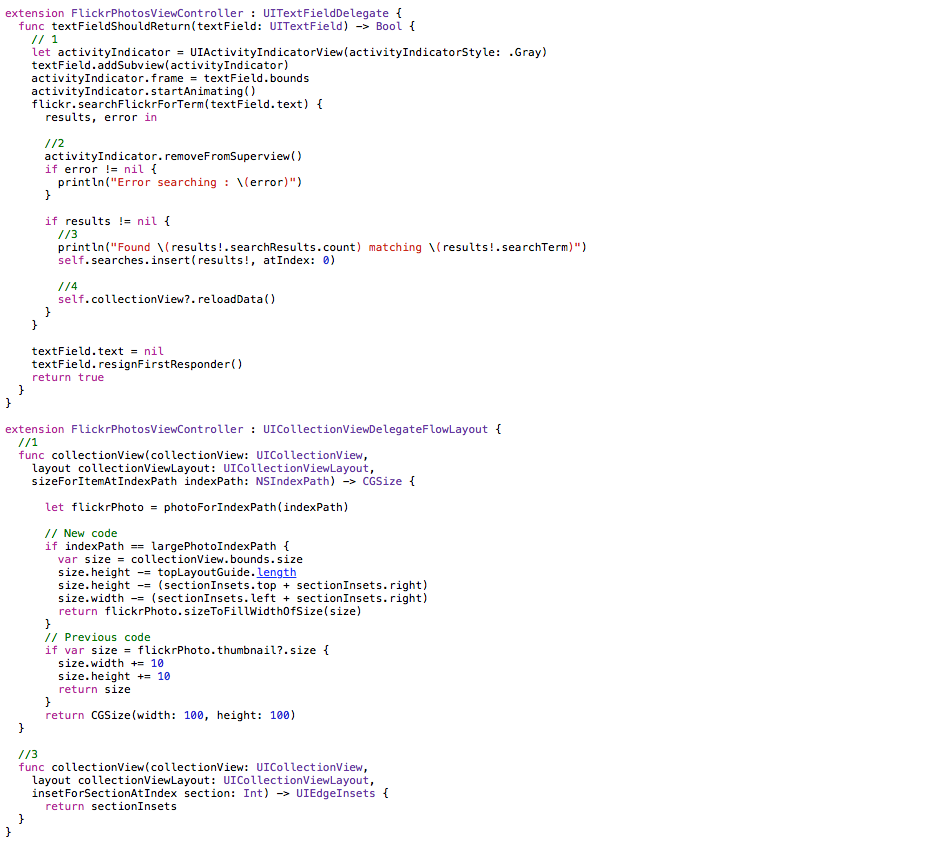 extension FlickrPhotosViewController : UITextFieldDelegate {
  func textFieldShouldReturn(textField: UITextField) -> Bool {
    // 1
    let activityIndicator = UIActivityIndicatorView(activityIndicatorStyle: .Gray)
    textField.addSubview(activityIndicator)
    activityIndicator.frame = textField.bounds
    activityIndicator.startAnimating()
    flickr.searchFlickrForTerm(textField.text) {
      results, error in

      //2
      activityIndicator.removeFromSuperview()
      if error != nil {
        println("Error searching : \(error)")
      }

      if results != nil {
        //3
        println("Found \(results!.searchResults.count) matching \(results!.searchTerm)")
        self.searches.insert(results!, atIndex: 0)

        //4
        self.collectionView?.reloadData()
      }
    }

    textField.text = nil
    textField.resignFirstResponder()
    return true
  }
}

extension FlickrPhotosViewController : UICollectionViewDelegateFlowLayout {
  //1
  func collectionView(collectionView: UICollectionView,
    layout collectionViewLayout: UICollectionViewLayout,
    sizeForItemAtIndexPath indexPath: NSIndexPath) -> CGSize {

      let flickrPhoto = photoForIndexPath(indexPath)

      // New code
      if indexPath == largePhotoIndexPath {
        var size = collectionView.bounds.size
        size.height -= topLayoutGuide.length
        size.height -= (sectionInsets.top + sectionInsets.right)
        size.width -= (sectionInsets.left + sectionInsets.right)
        return flickrPhoto.sizeToFillWidthOfSize(size)
      }
      // Previous code
      if var size = flickrPhoto.thumbnail?.size {
        size.width += 10
        size.height += 10
        return size
      }
      return CGSize(width: 100, height: 100)
  }

  //3
  func collectionView(collectionView: UICollectionView,
    layout collectionViewLayout: UICollectionViewLayout,
    insetForSectionAtIndex section: Int) -> UIEdgeInsets {
      return sectionInsets
  }
}